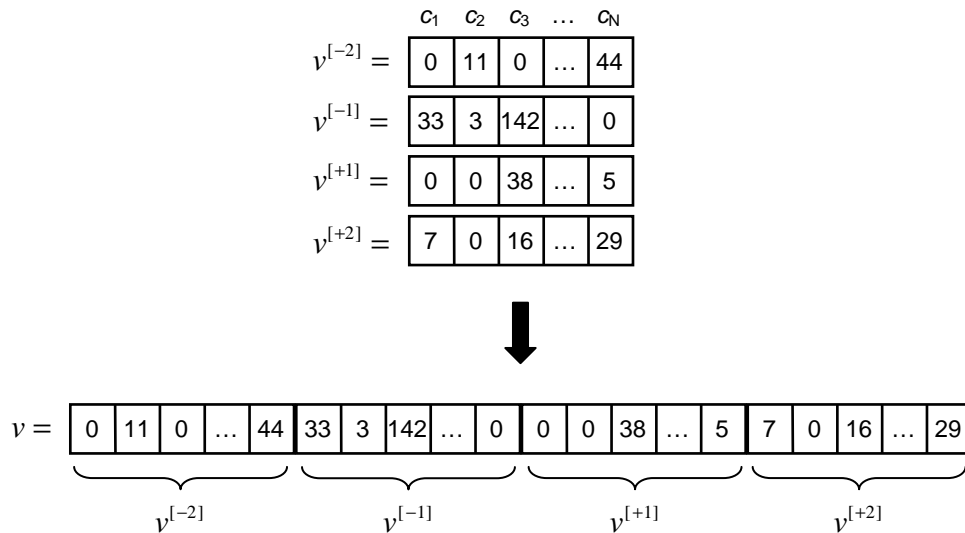 c₁ c₂ c₃ … c_N
v^[-2] = 0 11 0 … 44
v^[-1] = 33 3 142 … 0
v^[+1] = 0 0 38 … 5
v^[+2] = 7 0 16 … 29
v = 0 11 0 … 44 33 3 142 … 0 0 0 38 … 5 7 0 16 … 29
v^[-2] v^[-1] v^[+1] v^[+2]